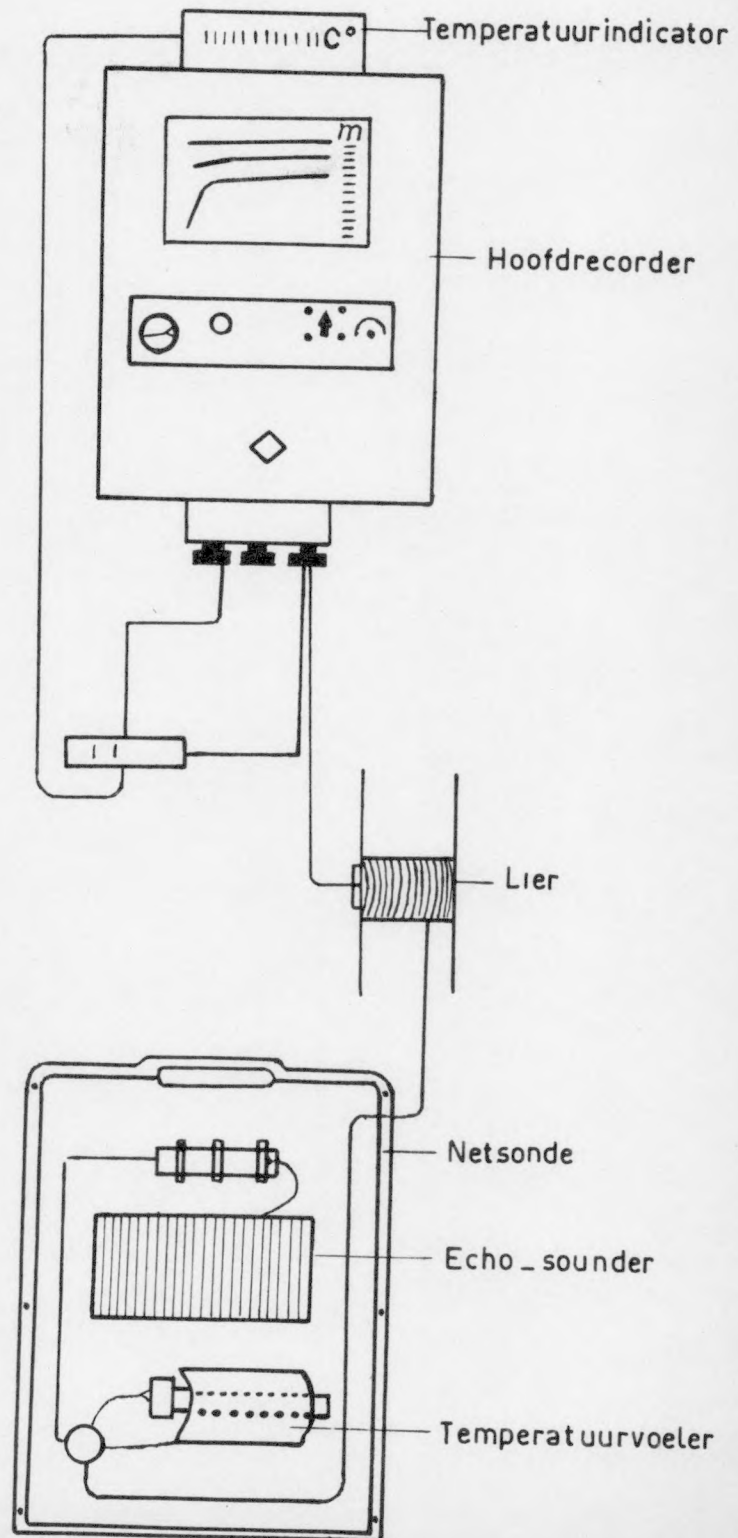 C° Temperatuurindicator
m
Hoofdrecorder
Lier
Netsonde
Echo_sounder
Temperatuurvoeler